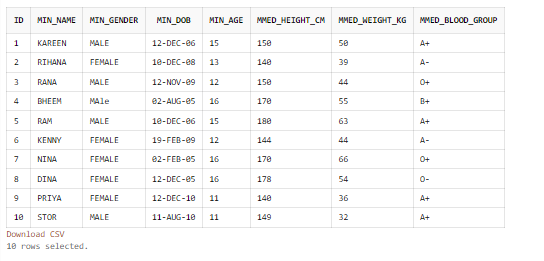 ID MIN_NAME MIN_GENDER MIN_DOB MIN_AGE MMED_HEIGHT_CM MMED_WEIGHT_KG MMED_BLOOD_GROUP
1 KAREEN MALE 12-DEC-06 15 150 50 A+
2 RIHANA FEMALE 10-DEC-08 13 140 39 A-
3 RANA MALE 12-NOV-09 12 150 44 O+
4 BHEEM MAle 02-AUG-05 16 170 55 B+
5 RAM MALE 10-DEC-06 15 180 63 A+
6 KENNY FEMALE 19-FEB-09 12 144 44 A-
7 NINA FEMALE 02-FEB-05 16 170 66 O+
8 DINA FEMALE 12-DEC-05 16 178 54 O-
9 PRIYA FEMALE 12-DEC-10 11 140 36 A+
10 STOR MALE 11-AUG-10 11 149 32 A+
Download CSV
10 rows selected.